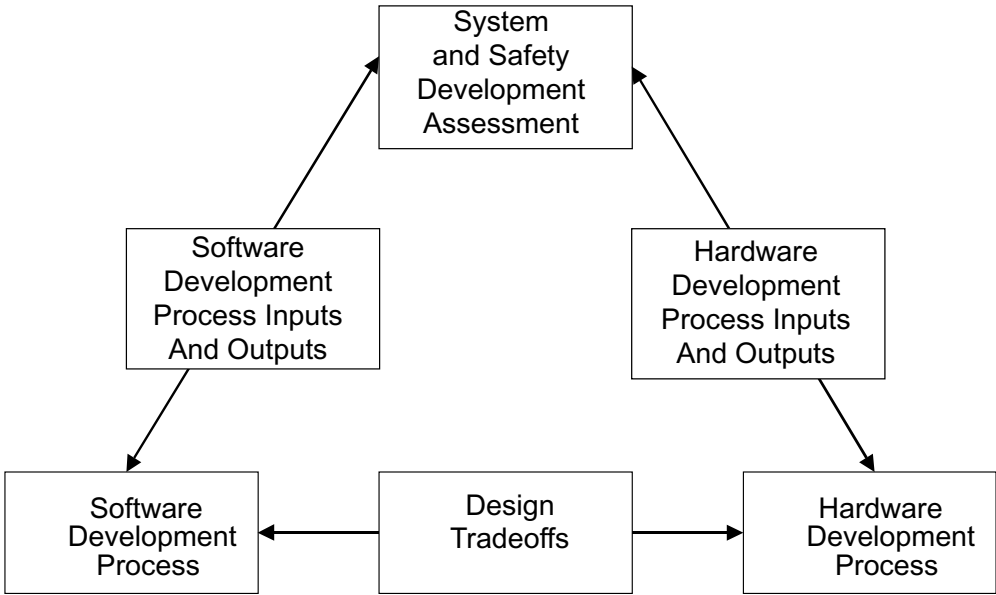 System
and Safety
Development
Assessment
Software
Development
Process Inputs
And Outputs
Hardware
Development
Process Inputs
And Outputs
Software
Development
Process
Design
Tradeoffs
Hardware
Development
Process